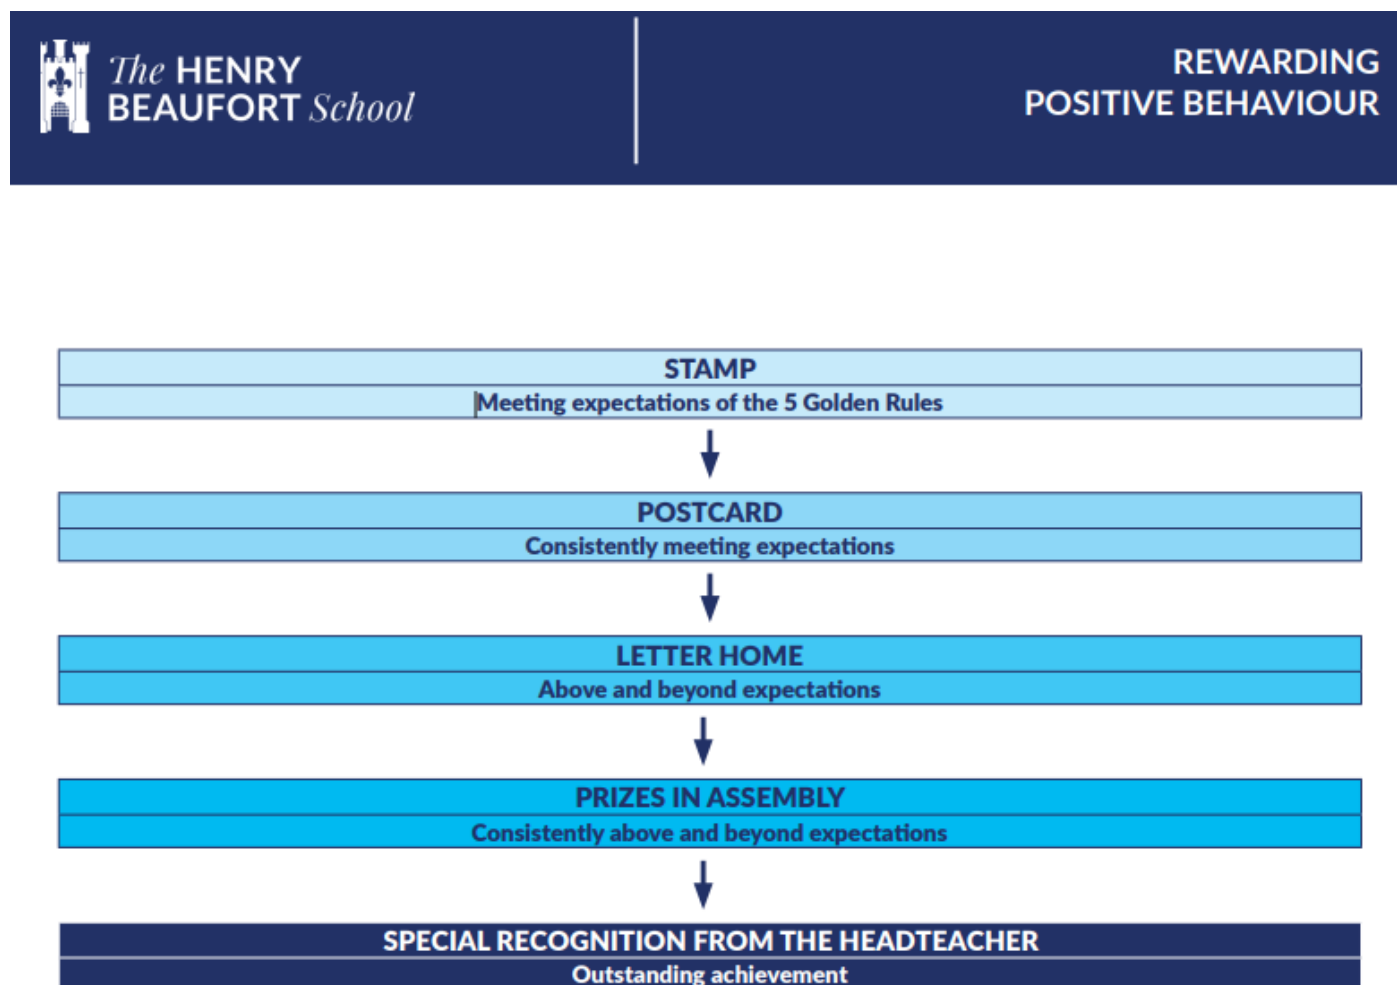 The HENRY
BEAUFORT School
REWARDING
POSITIVE BEHAVIOUR
STAMP
Meeting expectations of the 5 Golden Rules
POSTCARD
Consistently meeting expectations
LETTER HOME
Above and beyond expectations
PRIZES IN ASSEMBLY
Consistently above and beyond expectations
SPECIAL RECOGNITION FROM THE HEADTEACHER
Outstanding achievement